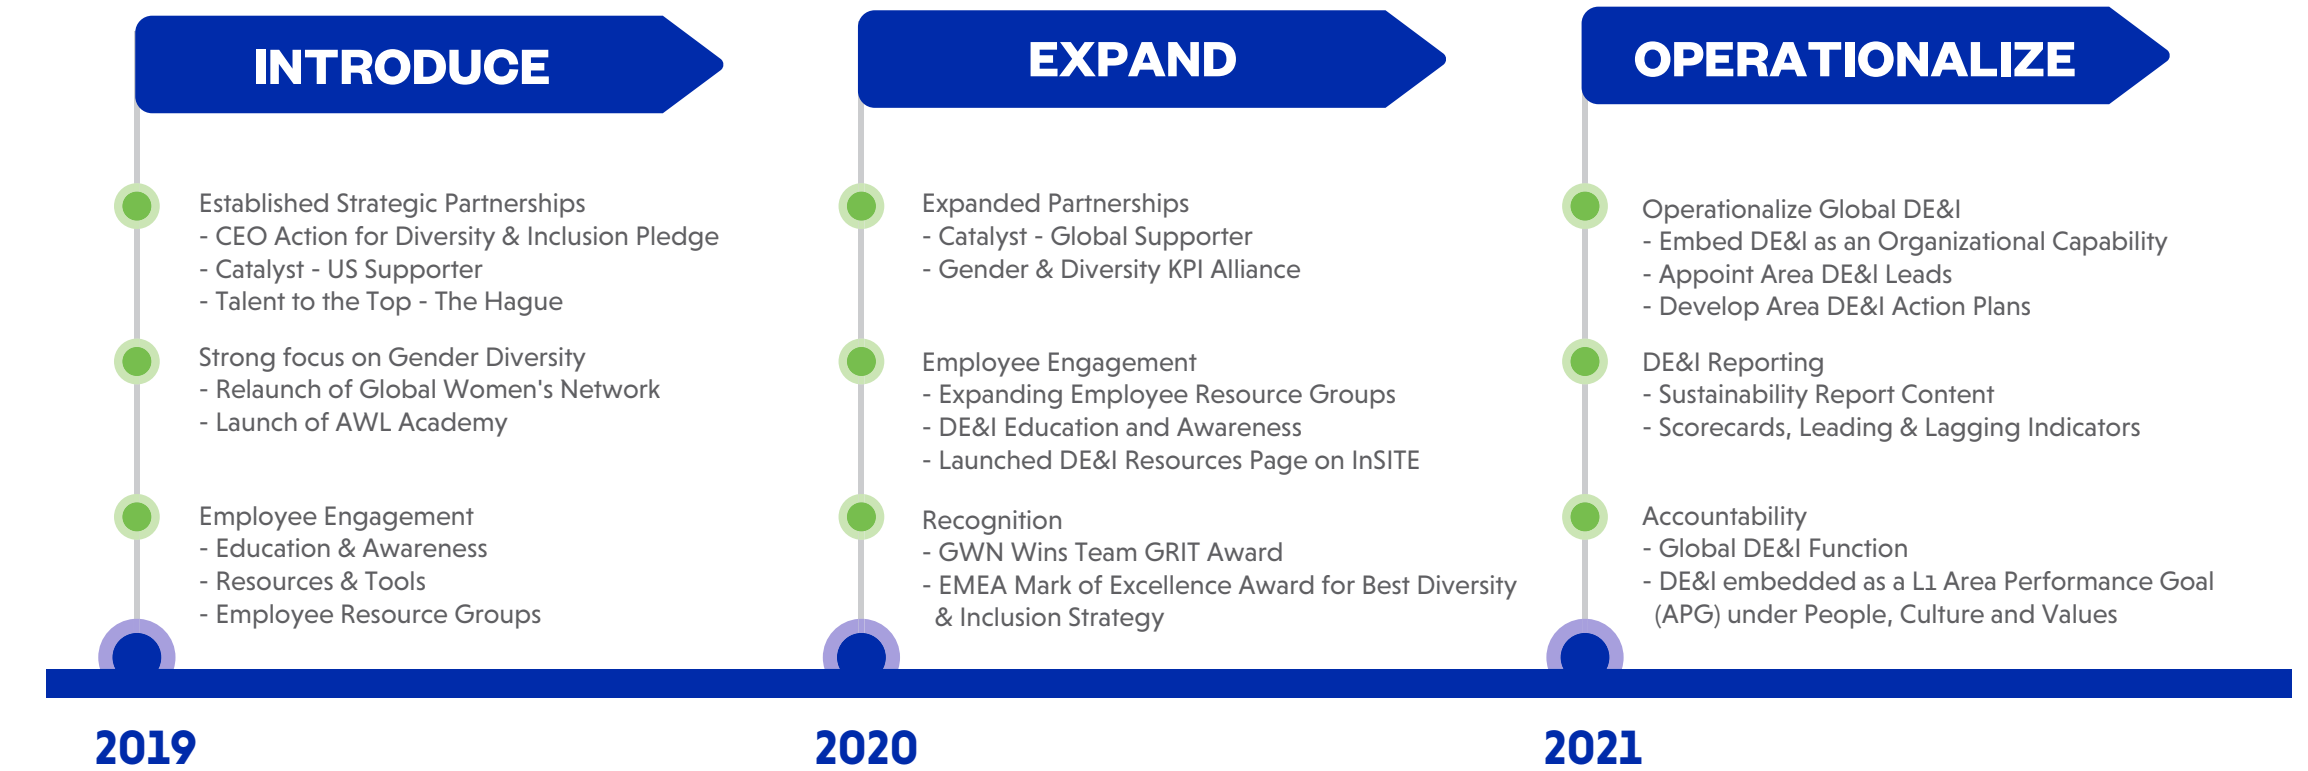 INTRODUCE
Established Strategic Partnerships
- CEO Action for Diversity & Inclusion Pledge
- Catalyst - US Supporter
- Talent to the Top - The Hague
Strong focus on Gender Diversity
- Relaunch of Global Women's Network
- Launch of AWL Academy
Employee Engagement
- Education & Awareness
- Resources & Tools
- Employee Resource Groups
2019
EXPAND
Expanded Partnerships
- Catalyst - Global Supporter
- Gender & Diversity KPI Alliance
Employee Engagement
- Expanding Employee Resource Groups
- DE&I Education and Awareness
- Launched DE&I Resources Page on InSITE
Recognition
- GWN Wins Team GRIT Award
- EMEA Mark of Excellence Award for Best Diversity
& Inclusion Strategy
2020
OPERATIONALIZE
Operationalize Global DE&I
- Embed DE&I as an Organizational Capability
- Appoint Area DE&I Leads
- Develop Area DE&I Action Plans
DE&I Reporting
- Sustainability Report Content
- Scorecards, Leading & Lagging Indicators
Accountability
- Global DE&I Function
- DE&I embedded as a L1 Area Performance Goal
(APG) under People, Culture and Values
2021